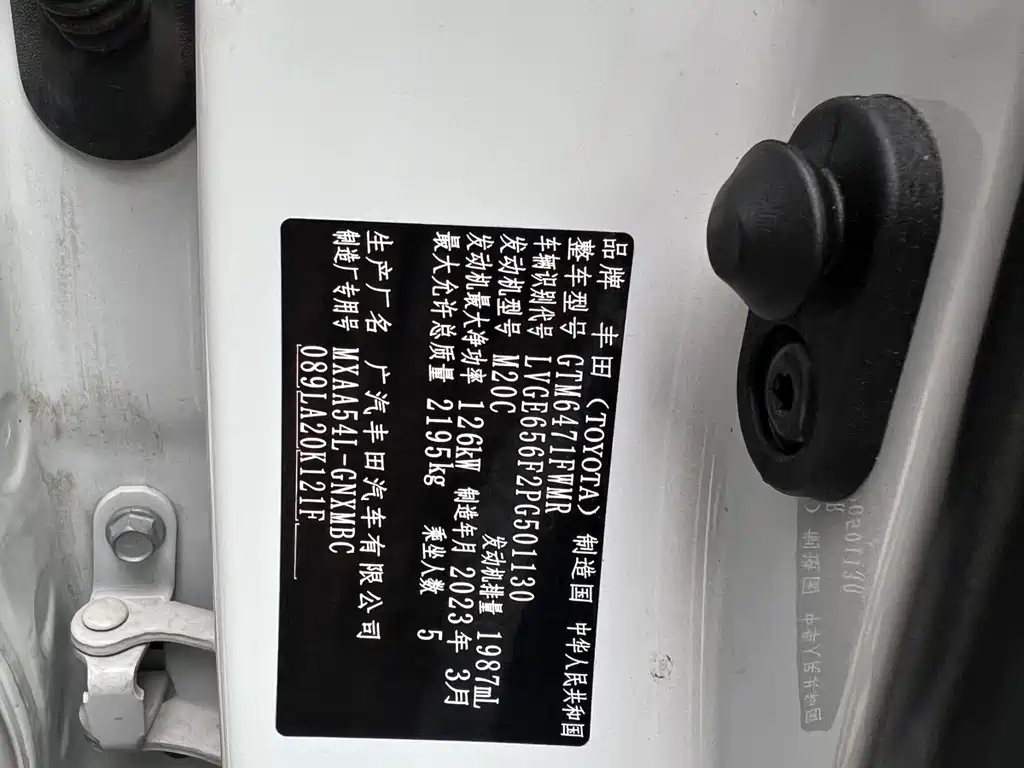 品牌 丰田(TOYOTA) 制造国 中华人民共和国
整车型号 GTM6471FWMR
车辆识别代号 LVGE656F2PG501130
发动机型号 M20C 发动机排量 1987mL
发动机最大净功率 126kW 制造年月 2023年 3月
最大允许总质量 2195kg 乘坐人数 5
生产厂名 广汽丰田汽车有限公司
制造厂专用号 MXAA54L-GNXMBC
089LA20K121F